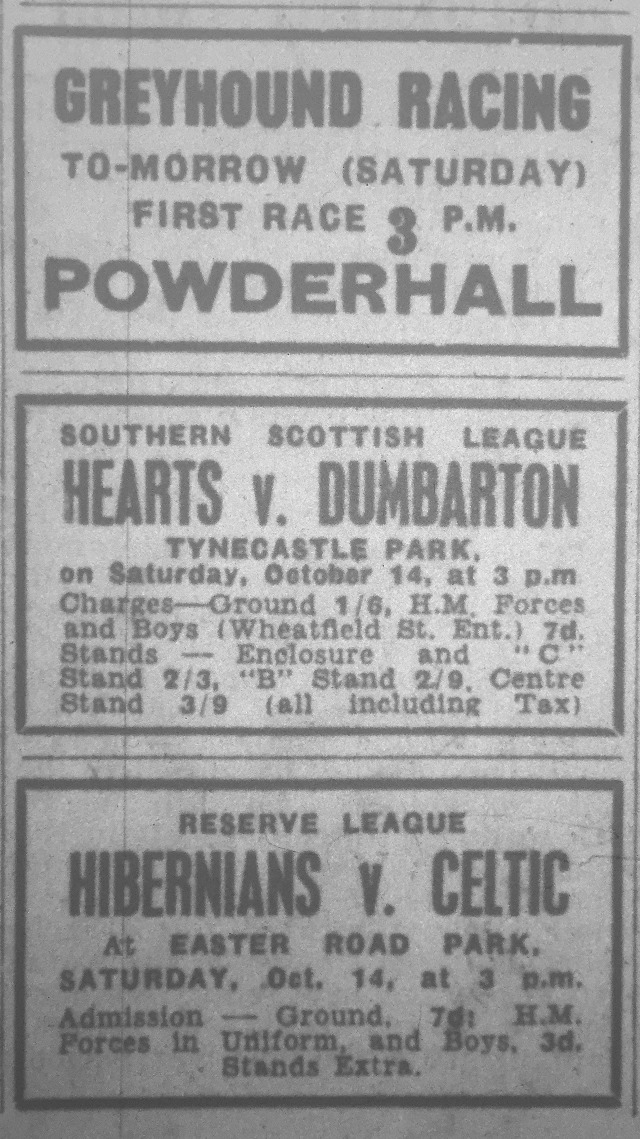 GREYHOUND RACING
TO-MORROW (SATURDAY)
FIRST RACE 3 P.M.
POWDERHALL
SOUTHERN SCOTTISH LEAGUE
HEARTS v. DUMBARTON
TYNECASTLE PARK,
on Saturday, October 14, at 3 p.m
Charges—Ground 1/6, H.M. Forces
and Boys (Wheatfield St. Ent.) 7d.
Stands — Enclosure and "C"
Stand 2/3, "B" Stand 2/9, Centre
Stand 3/9 (all including Tax)
RESERVE LEAGUE
HIBERNIANS v. CELTIC
At EASTER ROAD PARK,
SATURDAY, Oct. 14, at 3 p.m.
Admission — Ground, 7d; H.M.
Forces in Uniform, and Boys, 3d.
Stands Extra.